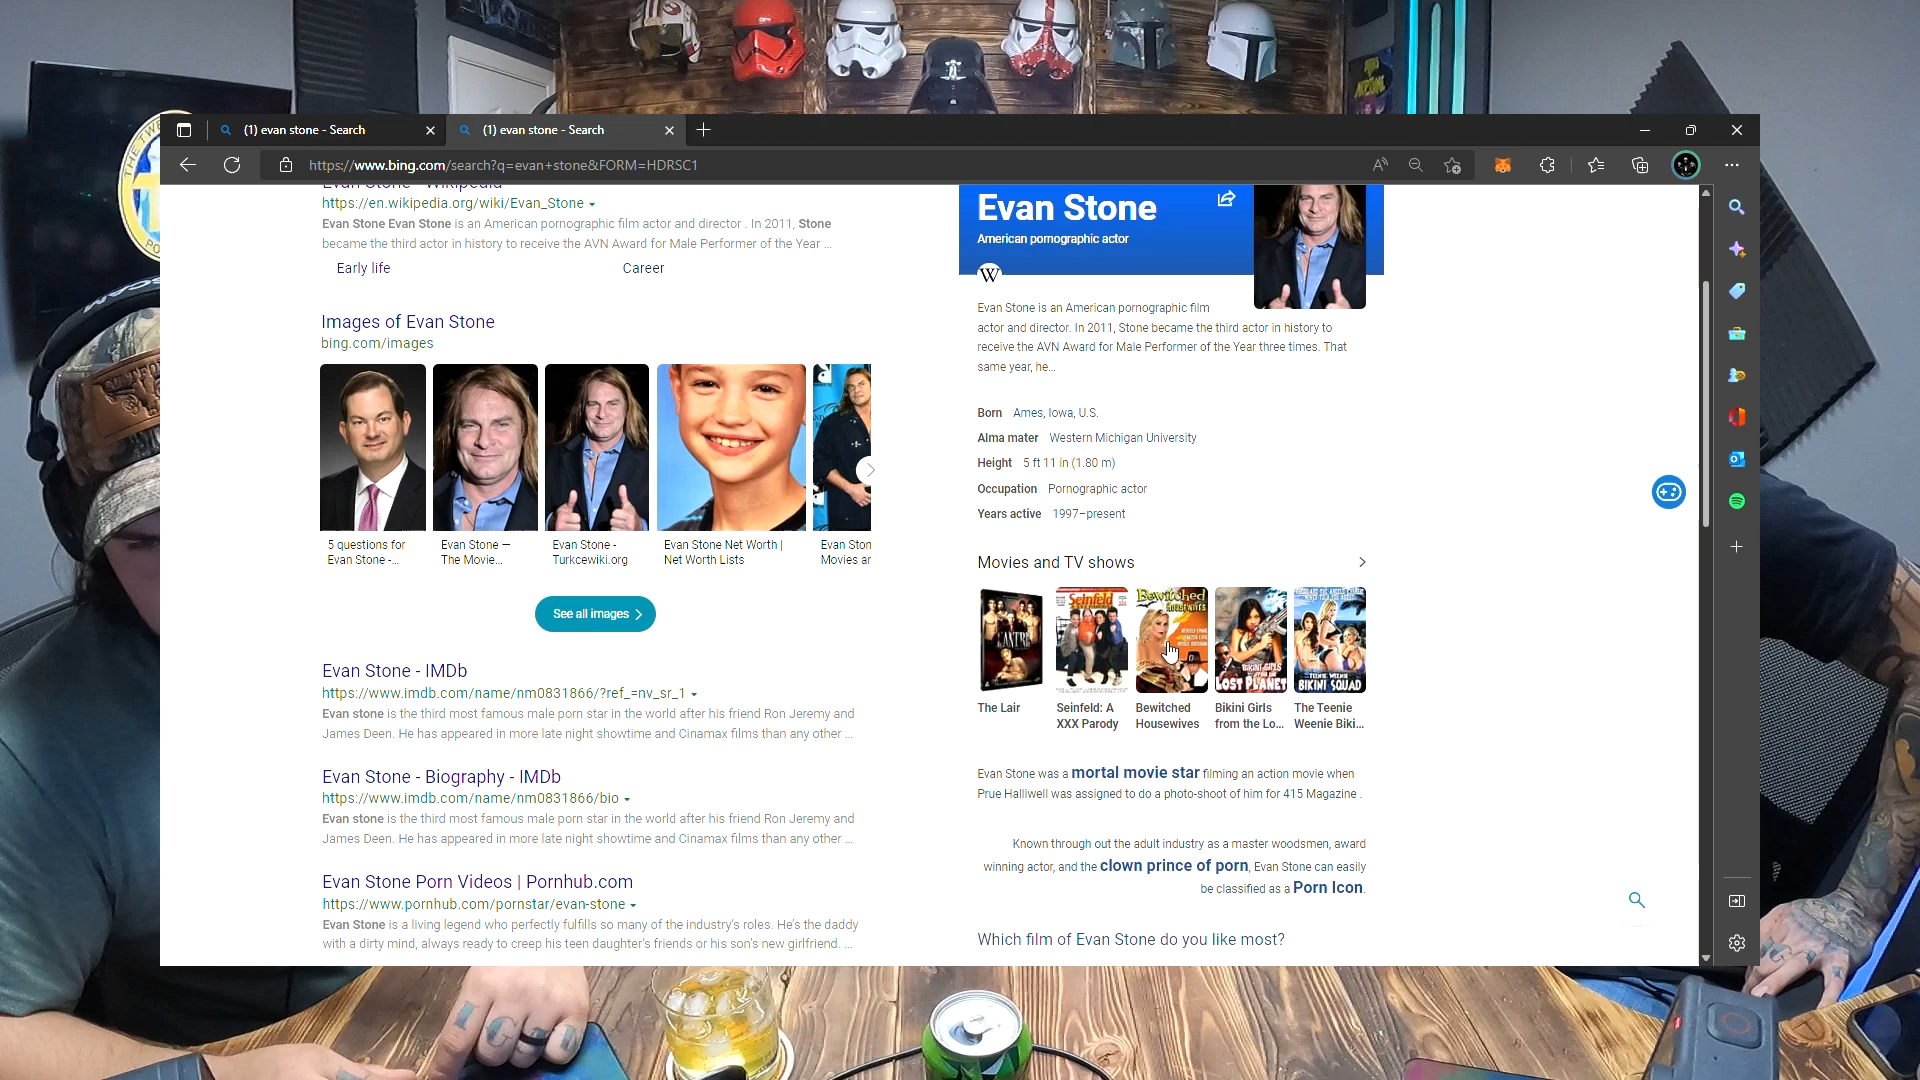 (1) evan stone - Search
(1) evan stone - Search
https://www.bing.com/search?q=evan+stone&FORM=HDRSC1
Evan Stone - Wikipedia
https://en.wikipedia.org/wiki/Evan_Stone
Evan Stone Evan Stone is an American pornographic film actor and director . In 2011, Stone
became the third actor in history to receive the AVN Award for Male Performer of the Year ...
Early life
Career
Images of Evan Stone
bing.com/images
5 questions for
Evan Stone -...
Evan Stone —
The Movie...
Evan Stone -
Turkcewiki.org
Evan Stone Net Worth |
Net Worth Lists
Evan Ston
Movies ar
See all images
Evan Stone - IMDb
https://www.imdb.com/name/nm0831866/?ref_=nv_sr_1
Evan stone is the third most famous male porn star in the world after his friend Ron Jeremy and
James Deen. He has appeared in more late night showtime and Cinamax films than any other ...
Evan Stone - Biography - IMDb
https://www.imdb.com/name/nm0831866/bio
Evan stone is the third most famous male porn star in the world after his friend Ron Jeremy and
James Deen. He has appeared in more late night showtime and Cinamax films than any other ...
Evan Stone Porn Videos | Pornhub.com
https://www.pornhub.com/pornstar/evan-stone
Evan Stone is a living legend who perfectly fulfills so many of the industry's roles. He's the daddy
with a dirty mind, always ready to creep his teen daughter's friends or his son's new girlfriend. ...
Evan Stone
American pornographic actor
W
Evan Stone is an American pornographic film
actor and director. In 2011, Stone became the third actor in history to
receive the AVN Award for Male Performer of the Year three times. That
same year, he...
Born Ames, Iowa, U.S.
Alma mater Western Michigan University
Height 5 ft 11 in (1.80 m)
Occupation Pornographic actor
Years active 1997–present
Movies and TV shows
Seinfeld
Bewitched
Housewives
BIKINI GIRLS
LOST PLANET
TEENIE WEENIE
BIKINI SQUAD
The Lair
Seinfeld: A
XXX Parody
Bewitched
Housewives
Bikini Girls
from the Lo...
The Teenie
Weenie Biki...
Evan Stone was a mortal movie star filming an action movie when
Prue Halliwell was assigned to do a photo-shoot of him for 415 Magazine .
Known through out the adult industry as a master woodsmen, award
winning actor, and the clown prince of porn, Evan Stone can easily
be classified as a Porn Icon.
Which film of Evan Stone do you like most?